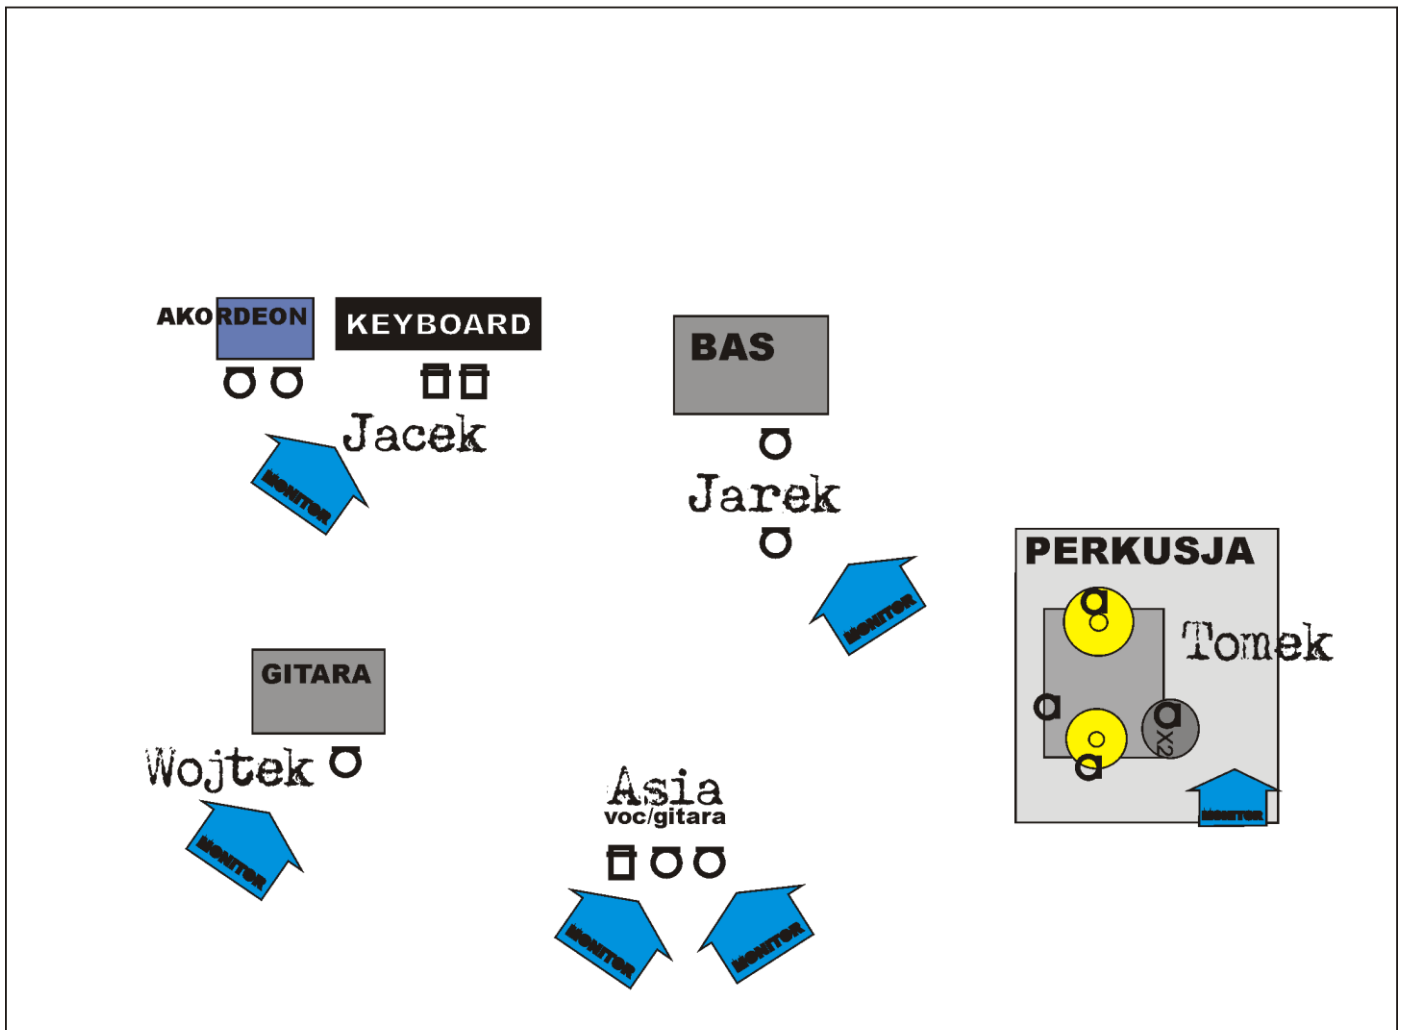 AKORDEON
KEYBOARD
BAS
Jacek
MONITOR
Jarek
PERKUSJA
MONITOR
Tomek
GITARA
X2
Wojtek
MONITOR
Asia
voc/gitara
MONITOR
MONITOR
MONITOR